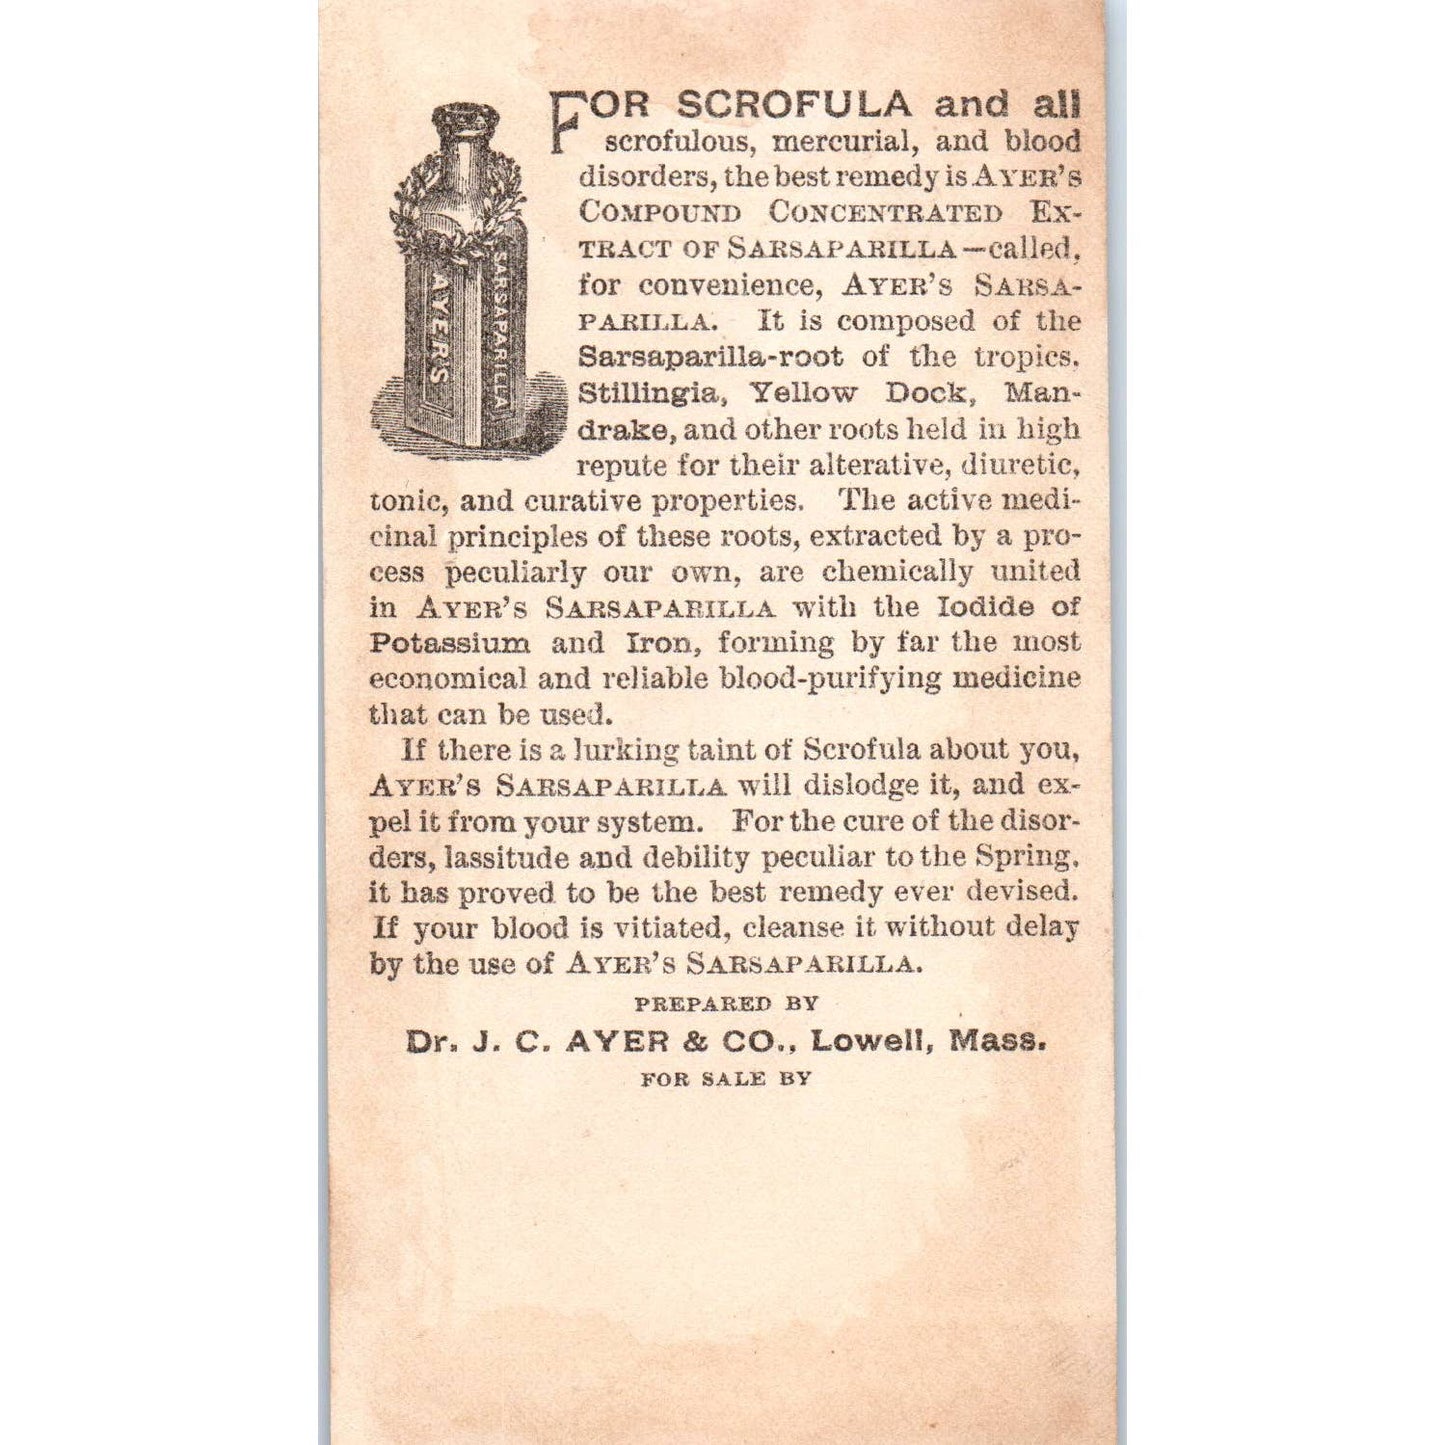 FOR SCROFULA and all
scrofulous, mercurial, and blood
disorders, the best remedy is AYER'S
COMPOUND CONCENTRATED EX-
TRACT OF SARSAPARILLA—called,
for convenience, AYER'S SARSA-
PARILLA. It is composed of the
Sarsaparilla-root of the tropics,
Stillingia, Yellow Dock, Man-
drake, and other roots held in high
repute for their alterative, diuretic,
tonic, and curative properties. The active medi-
cinal principles of these roots, extracted by a pro-
cess peculiarly our own, are chemically united
in AYER'S SARSAPARILLA with the Iodide of
Potassium and Iron, forming by far the most
economical and reliable blood-purifying medicine
that can be used.
If there is a lurking taint of Scrofula about you,
AYER'S SARSAPARILLA will dislodge it, and ex-
pel it from your system. For the cure of the disor-
ders, lassitude and debility peculiar to the Spring,
it has proved to be the best remedy ever devised.
If your blood is vitiated, cleanse it without delay
by the use of AYER'S SARSAPARILLA.
PREPARED BY
Dr. J. C. AYER & CO., Lowell, Mass.
FOR SALE BY
AYER'S
SARSAPARILLA